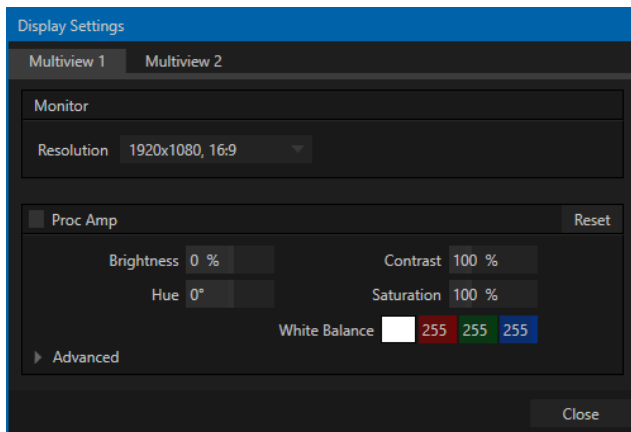 Display Settings
Multiview 1 Multiview 2
Monitor
Resolution 1920x1080, 16:9
Proc Amp Reset
Brightness 0 % Contrast 100 %
Hue 0° Saturation 100 %
White Balance 255 255 255
Advanced
Close